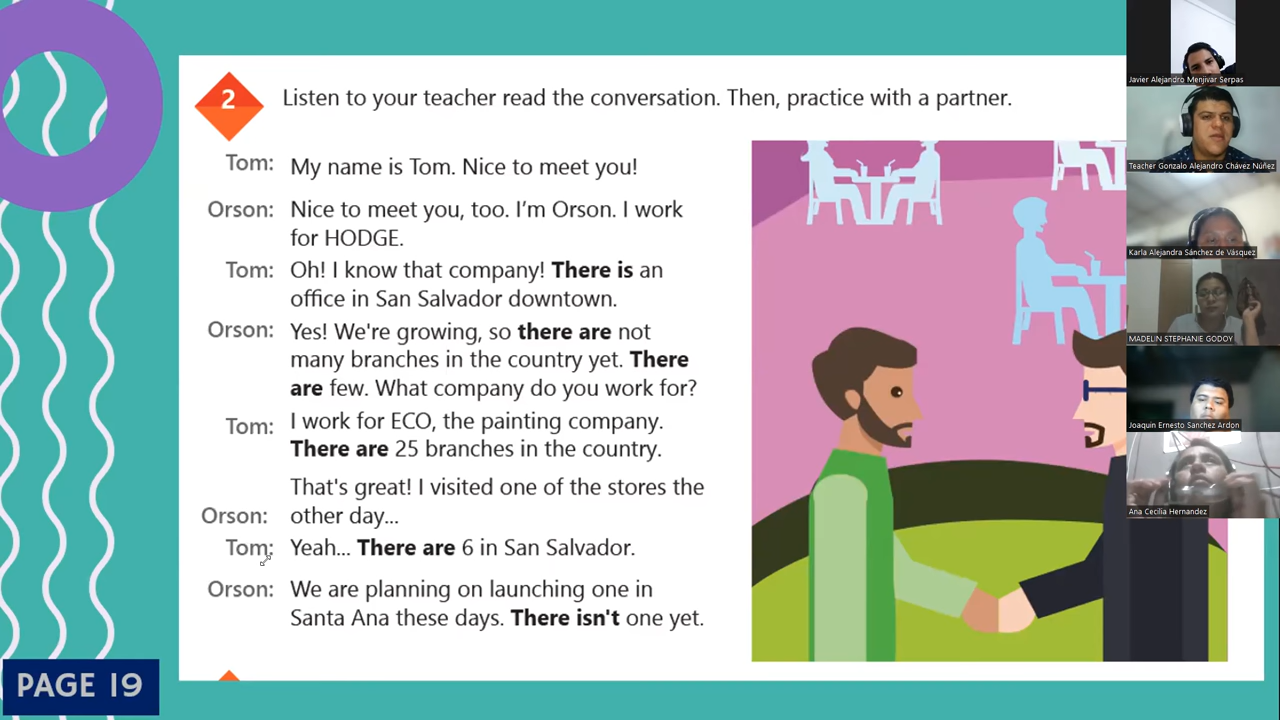 2
Listen to your teacher read the conversation. Then, practice with a partner.
Tom: My name is Tom. Nice to meet you!
Orson: Nice to meet you, too. I'm Orson. I work
for HODGE.
Tom: Oh! I know that company! There is an
office in San Salvador downtown.
Orson: Yes! We're growing, so there are not
many branches in the country yet. There
are few. What company do you work for?
Tom: I work for ECO, the painting company.
There are 25 branches in the country.
That's great! I visited one of the stores the
Orson: other day...
Tom: Yeah... There are 6 in San Salvador.
Orson: We are planning on launching one in
Santa Ana these days. There isn't one yet.
PAGE 19
Javier Alejandro Menjivar Serpas
Teacher Gonzalo Alejandro Chávez Núñez
Karla Alejandra Sánchez de Vásquez
MADELIN STEPHANIE GODOY
Joaquin Ernesto Sanchez Ardon
Ana Cecilia Hernandez